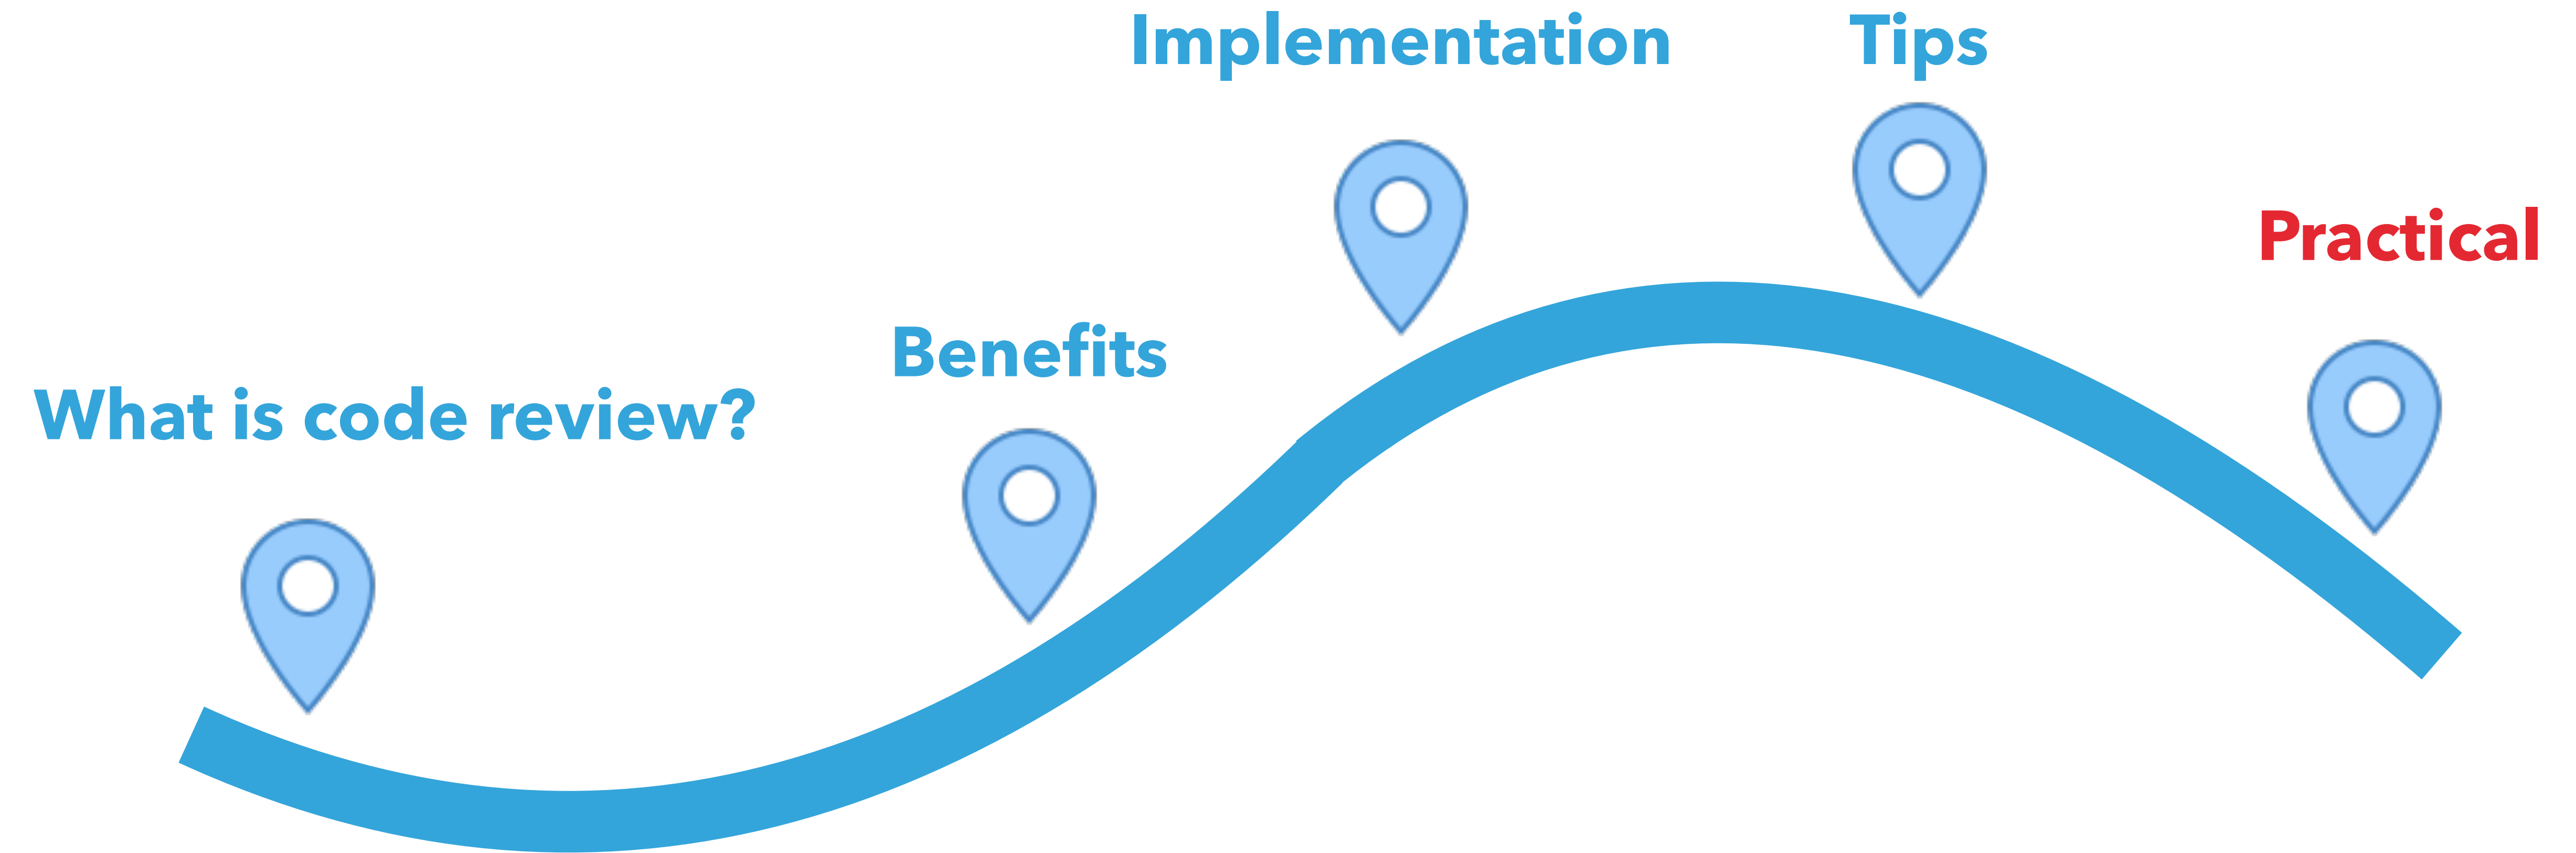 What is code review?
Benefits
Implementation
Tips
Practical